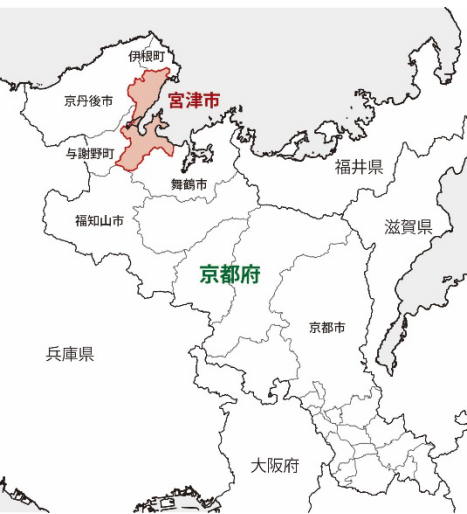 伊根町
京丹後市
宮津市
与謝野町
舞鶴市
福井県
福知山市
滋賀県
京都府
京都市
兵庫県
大阪府